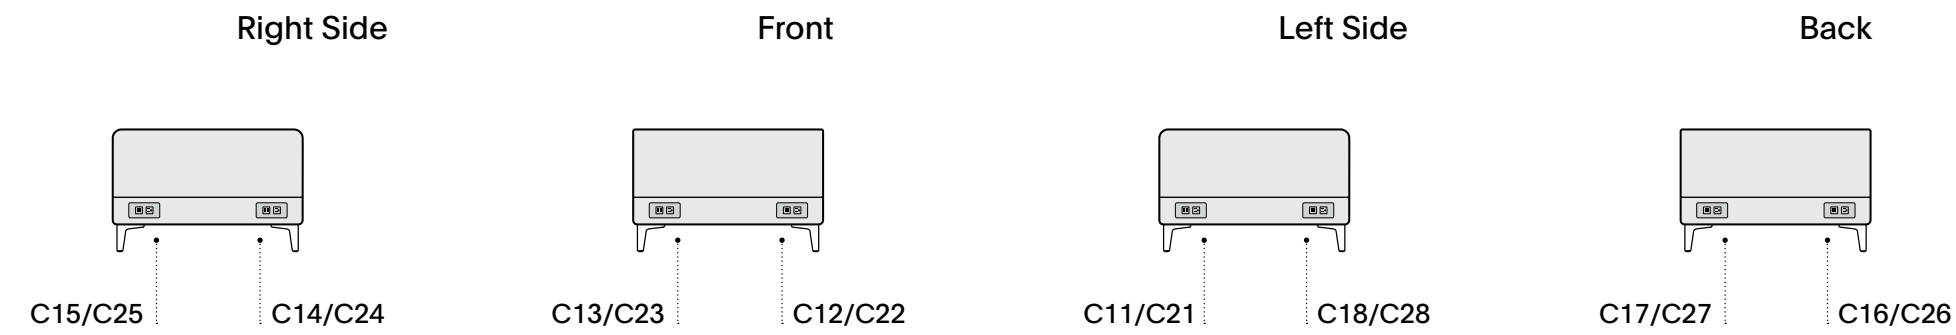 Right Side Front Left Side Back
C15/C25 C14/C24 C13/C23 C12/C22 C11/C21 C18/C28 C17/C27 C16/C26